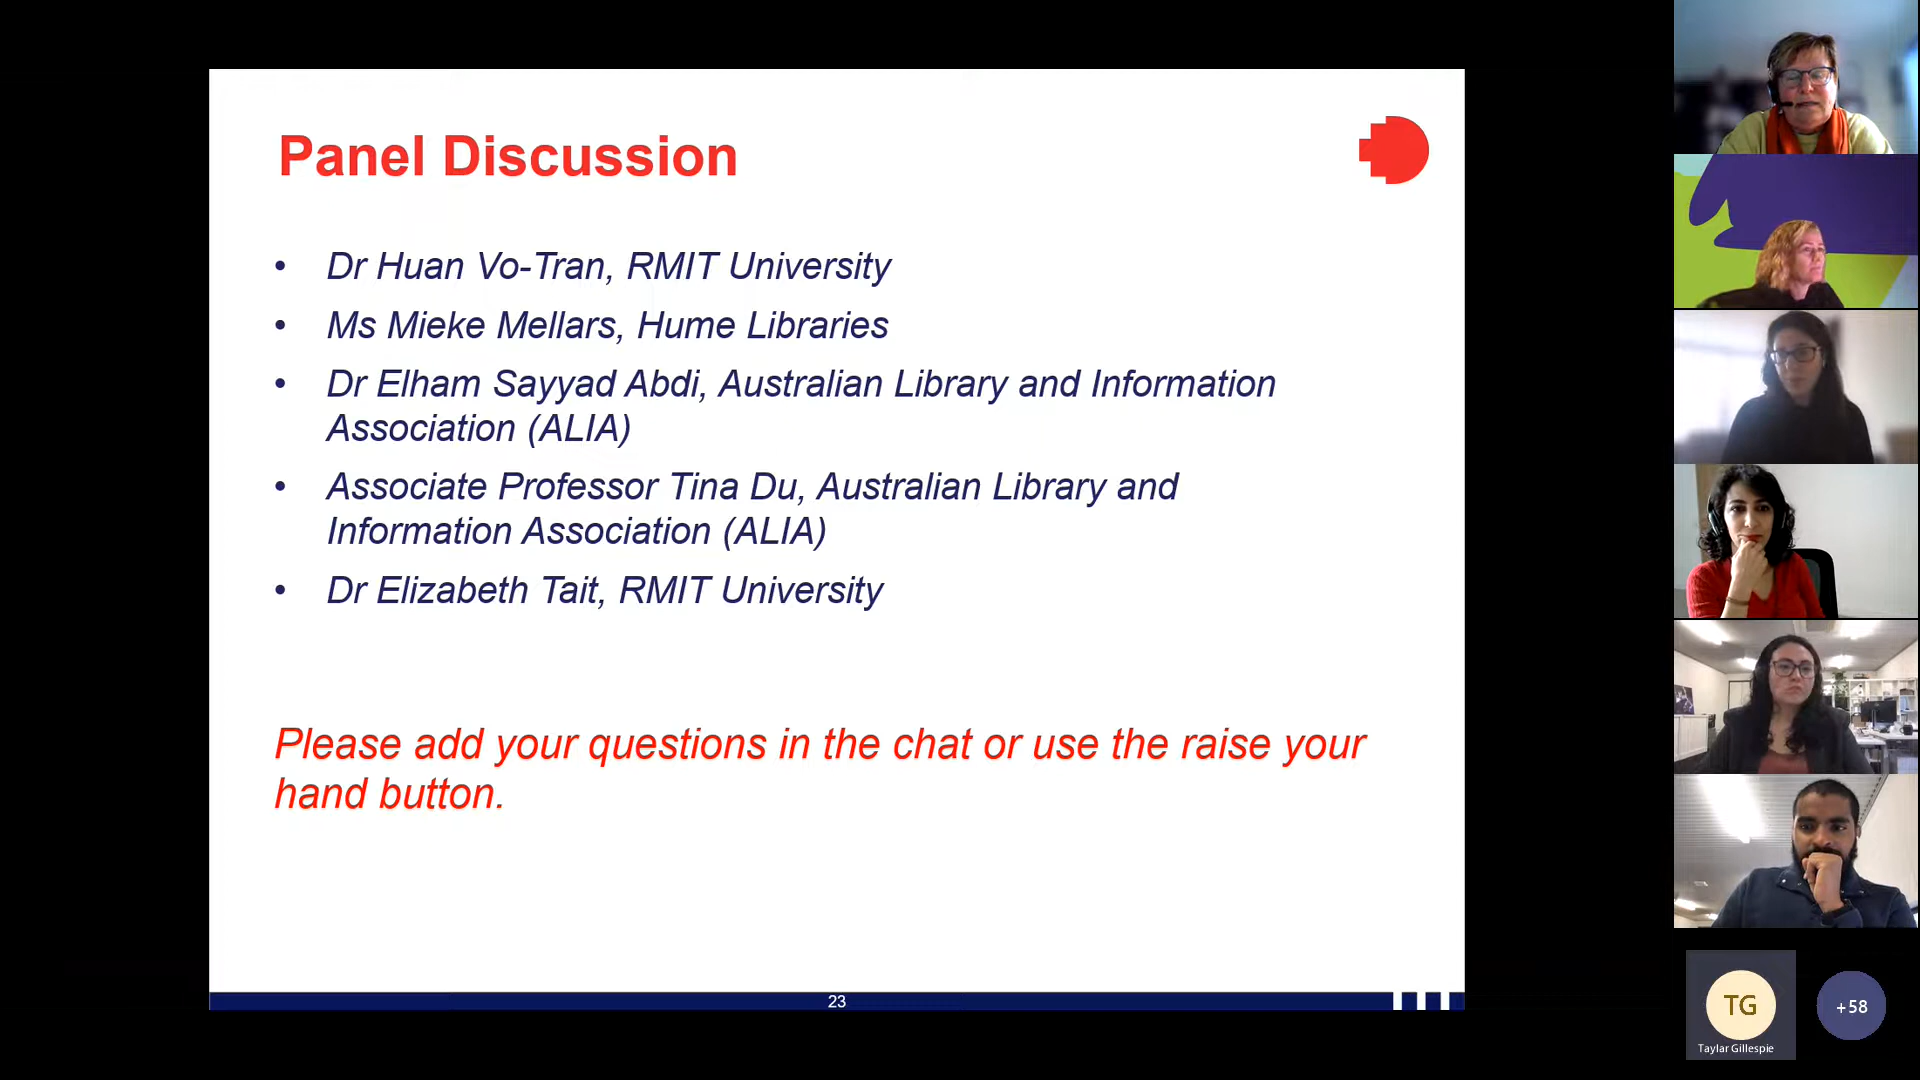 Panel Discussion
• Dr Huan Vo-Tran, RMIT University
• Ms Mieke Mellars, Hume Libraries
• Dr Elham Sayyad Abdi, Australian Library and Information
Association (ALIA)
• Associate Professor Tina Du, Australian Library and
Information Association (ALIA)
• Dr Elizabeth Tait, RMIT University
Please add your questions in the chat or use the raise your
hand button.
23
TG
Taylar Gillespie
+58